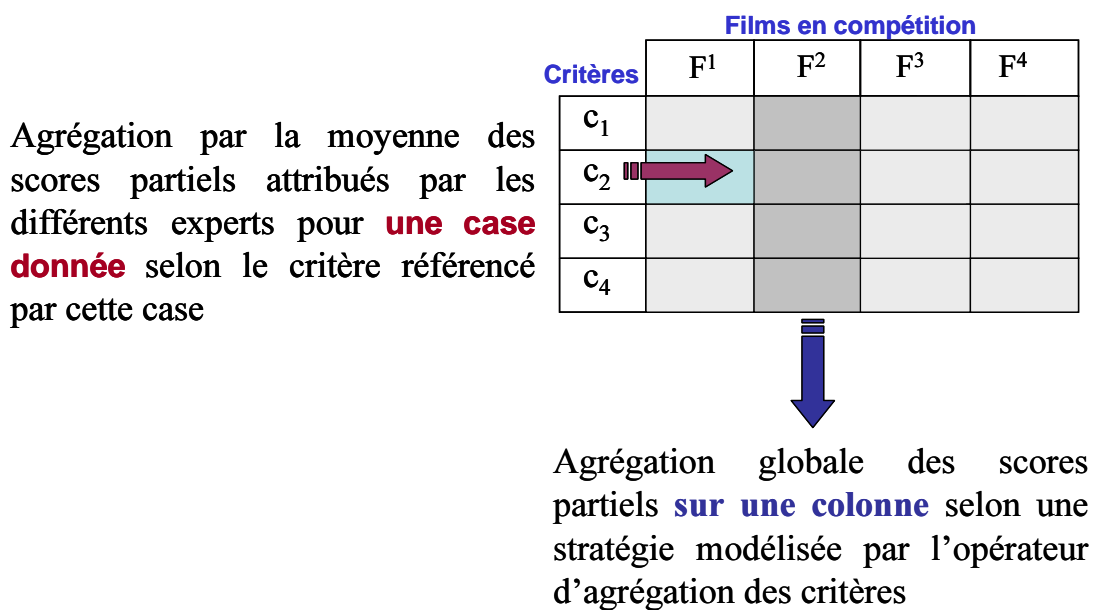 Films en compétition
Critères
F¹ F² F³ F⁴
c₁
c₂
c₃
c₄
Agrégation par la moyenne des
scores partiels attribués par les
différents experts pour une case
donnée selon le critère référencé
par cette case
Agrégation globale des scores
partiels sur une colonne selon une
stratégie modélisée par l’opérateur
d’agrégation des critères